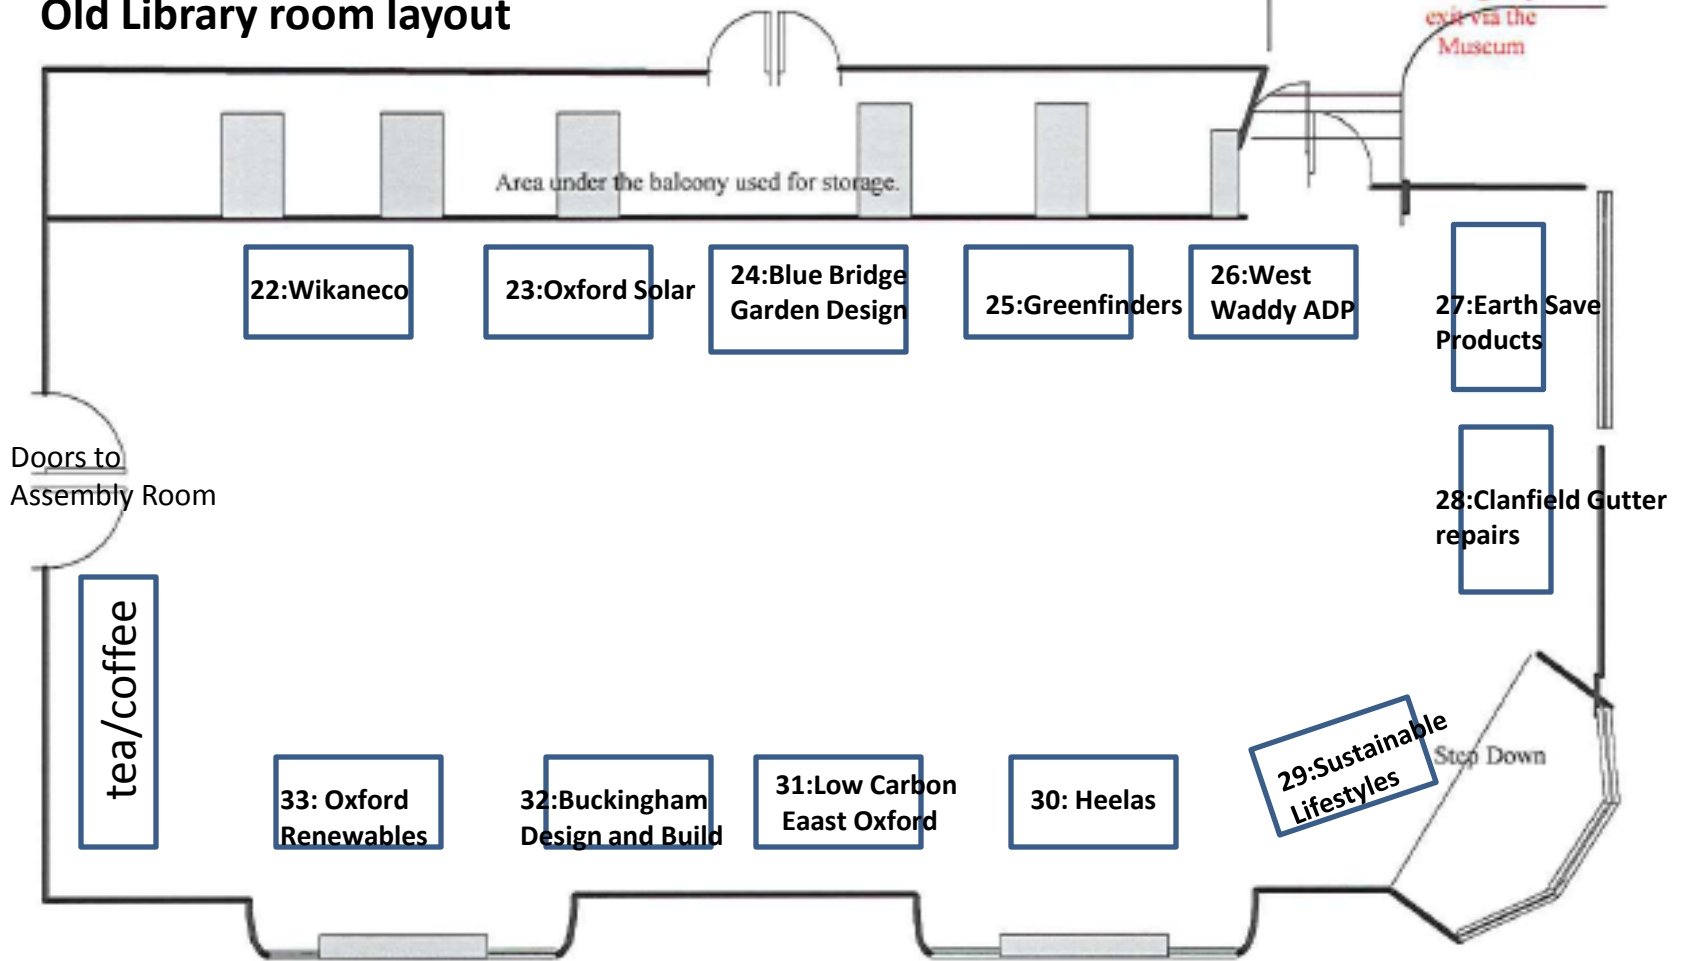 Old Library room layout
exit via the
Museum
Area under the balcony used for storage.
22:Wikaneco
23:Oxford Solar
24:Blue Bridge
Garden Design
25:Greenfinders
26:West
Waddy ADP
27:Earth Save
Products
Doors to
Assembly Room
28:Clanfield Gutter
repairs
tea/coffee
29:Sustainable
Lifestyles
Step Down
33: Oxford
Renewables
32:Buckingham
Design and Build
31:Low Carbon
Eaast Oxford
30: Heelas